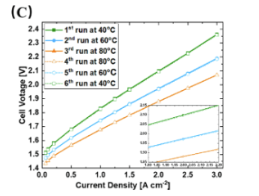 (C)
1st run at 40°C
2nd run at 60°C
3rd run at 80°C
4th run at 80°C
5th run at 60°C
6th run at 40°C
Cell Votage [V]
2.4
2.3
2.2
2.1
2.0
1.9
1.8
1.7
1.6
1.5
1.4
0.0 0.5 1.0 1.5 2.0 2.5 3.0
Current Density [A cm-2]